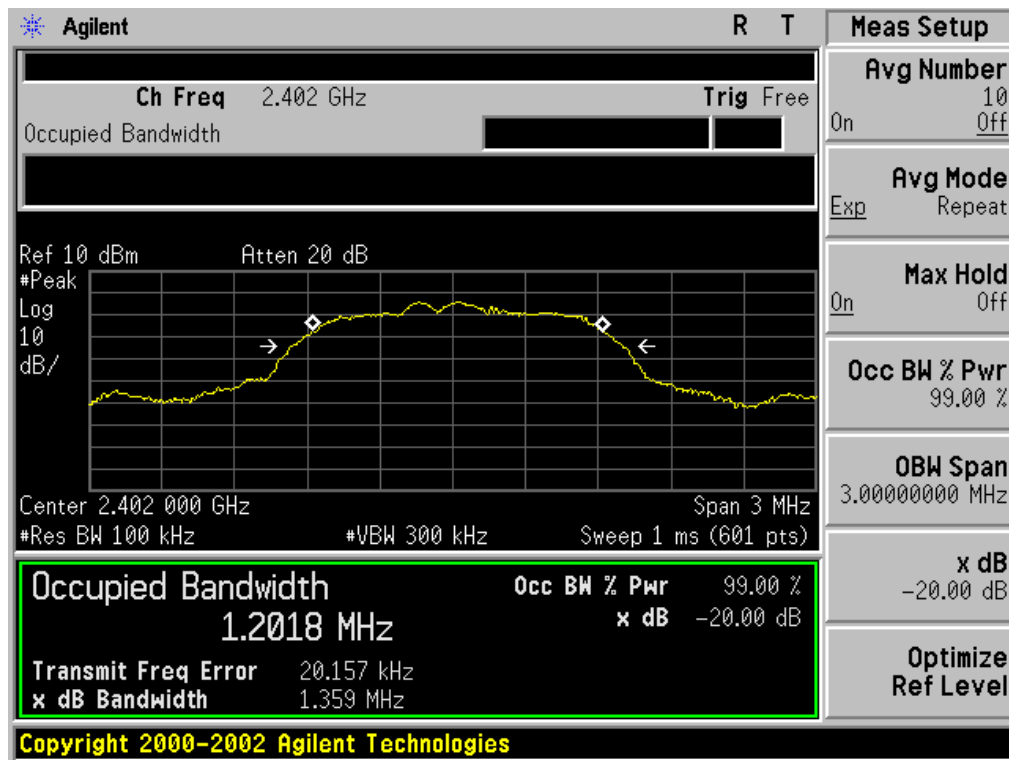 Agilent R T
Ch Freq 2.402 GHz Trig Free
Occupied Bandwidth
Ref 10 dBm Atten 20 dB
#Peak
Log
10
dB/
Center 2.402 000 GHz Span 3 MHz
#Res BW 100 kHz #VBW 300 kHz Sweep 1 ms (601 pts)
Occupied Bandwidth Occ BW % Pwr 99.00 %
1.2018 MHz x dB -20.00 dB
Transmit Freq Error 20.157 kHz
x dB Bandwidth 1.359 MHz
Copyright 2000-2002 Agilent Technologies
Meas Setup
Avg Number
10
On Off
Avg Mode
Exp Repeat
Max Hold
On Off
Occ BW % Pwr
99.00 %
OBW Span
3.00000000 MHz
x dB
-20.00 dB
Optimize
Ref Level